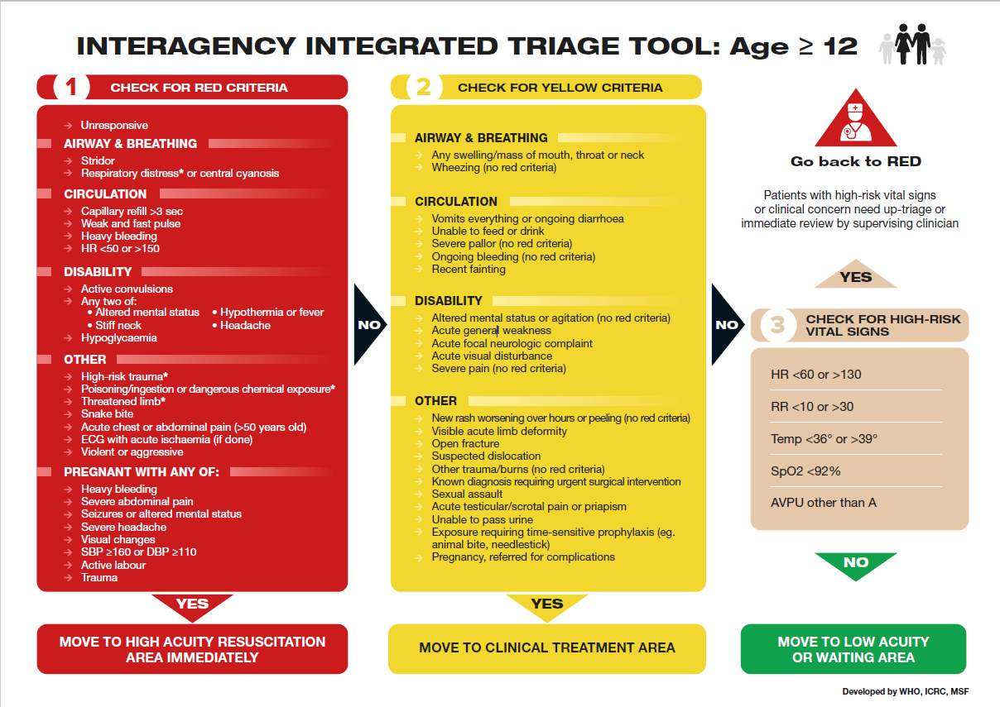 INTERAGENCY INTEGRATED TRIAGE TOOL: Age ≥ 12
1 CHECK FOR RED CRITERIA
→ Unresponsive
AIRWAY & BREATHING
→ Stridor
→ Respiratory distress* or central cyanosis
CIRCULATION
→ Capillary refill >3 sec
→ Weak and fast pulse
→ Heavy bleeding
→ HR <50 or >150
DISABILITY
→ Active convulsions
→ Any two of:
• Altered mental status • Hypothermia or fever
• Stiff neck • Headache
→ Hypoglycaemia
OTHER
→ High-risk trauma*
→ Poisoning/ingestion or dangerous chemical exposure*
→ Threatened limb*
→ Snake bite
→ Acute chest or abdominal pain (>50 years old)
→ ECG with acute ischaemia (if done)
→ Violent or aggressive
PREGNANT WITH ANY OF:
→ Heavy bleeding
→ Severe abdominal pain
→ Seizures or altered mental status
→ Severe headache
→ Visual changes
→ SBP ≥160 or DBP ≥110
→ Active labour
→ Trauma
YES
MOVE TO HIGH ACUITY RESUSCITATION
AREA IMMEDIATELY
NO
2 CHECK FOR YELLOW CRITERIA
AIRWAY & BREATHING
→ Any swelling/mass of mouth, throat or neck
→ Wheezing (no red criteria)
CIRCULATION
→ Vomits everything or ongoing diarrhoea
→ Unable to feed or drink
→ Severe pallor (no red criteria)
→ Ongoing bleeding (no red criteria)
→ Recent fainting
DISABILITY
→ Altered mental status or agitation (no red criteria)
→ Acute general weakness
→ Acute focal neurologic complaint
→ Acute visual disturbance
→ Severe pain (no red criteria)
OTHER
→ New rash worsening over hours or peeling (no red criteria)
→ Visible acute limb deformity
→ Open fracture
→ Suspected dislocation
→ Other trauma/burns (no red criteria)
→ Known diagnosis requiring urgent surgical intervention
→ Sexual assault
→ Acute testicular/scrotal pain or priapism
→ Unable to pass urine
→ Exposure requiring time-sensitive prophylaxis (eg.
animal bite, needlestick)
→ Pregnancy, referred for complications
YES
MOVE TO CLINICAL TREATMENT AREA
NO
Go back to RED
Patients with high-risk vital signs
or clinical concern need up-triage or
immediate review by supervising clinician
YES
3 CHECK FOR HIGH-RISK
VITAL SIGNS
HR <60 or >130
RR <10 or >30
Temp <36° or >39°
SpO2 <92%
AVPU other than A
NO
MOVE TO LOW ACUITY
OR WAITING AREA
Developed by WHO, ICRC, MSF